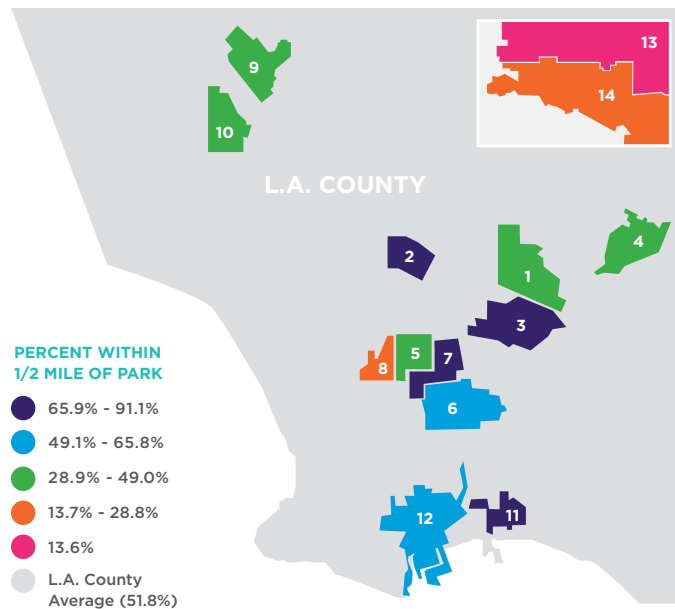 13
9
14
10
L.A. COUNTY
4
2
1
3
PERCENT WITHIN
1/2 MILE OF PARK
5
7
8
65.9% - 91.1%
6
49.1% - 65.8%
28.9% - 49.0%
13.7% - 28.8%
12
11
13.6%
L.A. County
Average (51.8%)